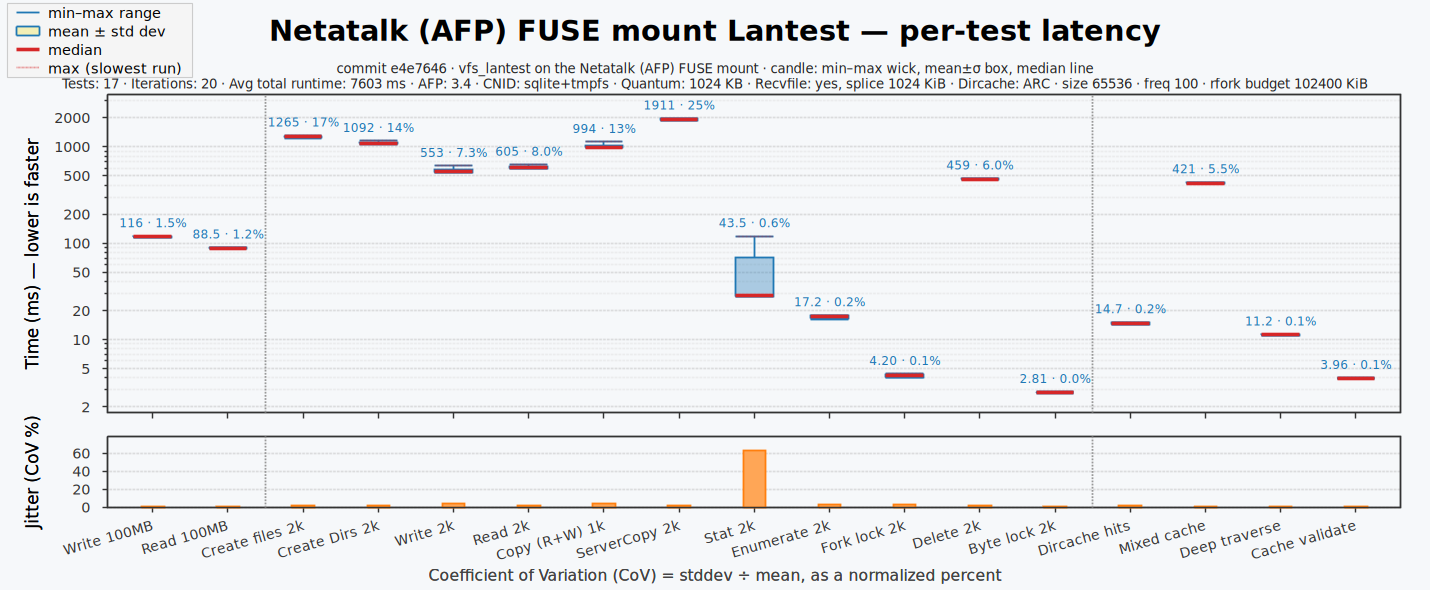 min–max range
mean ± std dev
median
max (slowest run)
Netatalk (AFP) FUSE mount Lantest — per-test latency
commit e4e7646 · vfs_lantest on the Netatalk (AFP) FUSE mount · candle: min–max wick, mean±σ box, median line
Tests: 17 · Iterations: 20 · Avg total runtime: 7603 ms · AFP: 3.4 · CNID: sqlite+tmpfs · Quantum: 1024 KB · Recvfile: yes, splice 1024 KiB · Dircache: ARC · size 65536 · freq 100 · rfork budget 102400 KiB
Time (ms) — lower is faster
2000
1000
500
200
100
50
20
10
5
2
116 · 1.5%
88.5 · 1.2%
1265 · 17%
1092 · 14%
553 · 7.3%
605 · 8.0%
994 · 13%
1911 · 25%
43.5 · 0.6%
17.2 · 0.2%
4.20 · 0.1%
459 · 6.0%
2.81 · 0.0%
14.7 · 0.2%
421 · 5.5%
11.2 · 0.1%
3.96 · 0.1%
Jitter (CoV %)
60
40
20
0
Write 100MB
Read 100MB
Create files 2k
Create Dirs 2k
Write 2k
Read 2k
Copy (R+W) 1k
ServerCopy 2k
Stat 2k
Enumerate 2k
Fork lock 2k
Delete 2k
Byte lock 2k
Dircache hits
Mixed cache
Deep traverse
Cache validate
Coefficient of Variation (CoV) = stddev ÷ mean, as a normalized percent